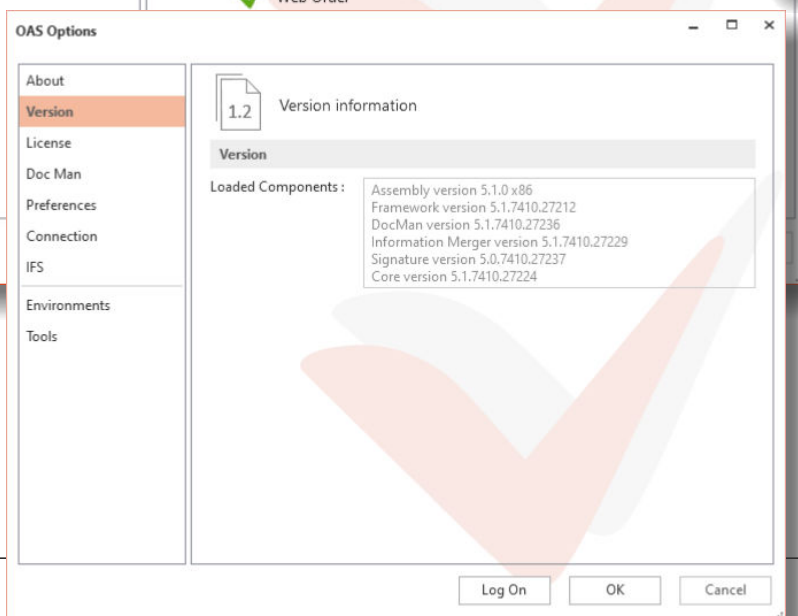 Web Order
OAS Options
About
Version
License
Doc Man
Preferences
Connection
IFS
Environments
Tools
1.2
Version information
Version
Loaded Components :
Assembly version 5.1.0 x86
Framework version 5.1.7410.27212
DocMan version 5.1.7410.27236
Information Merger version 5.1.7410.27229
Signature version 5.0.7410.27237
Core version 5.1.7410.27224
Log On
OK
Cancel